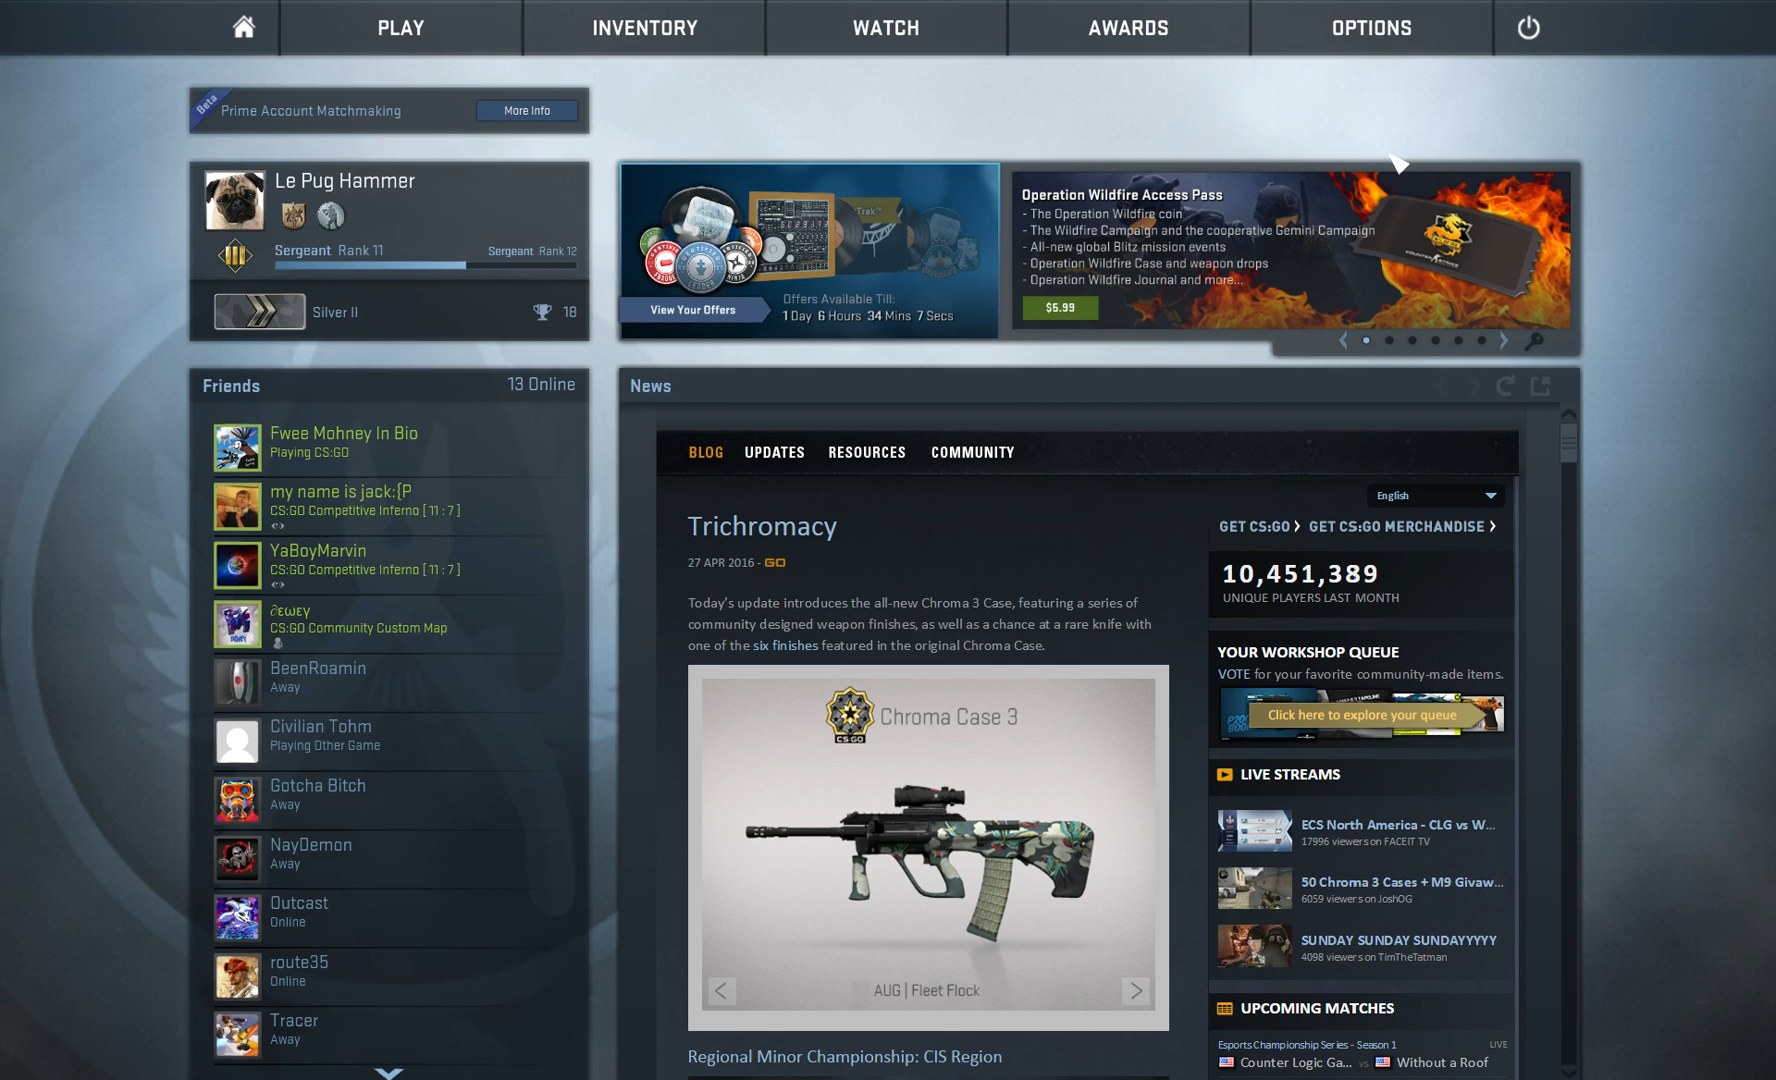 PLAY
INVENTORY
WATCH
AWARDS
OPTIONS
Beta
Prime Account Matchmaking
More Info
Le Pug Hammer
Sergeant Rank 11
Sergeant Rank 12
Silver II
18
Trak™
View Your Offers
Offers Available Till:
1 Day 6 Hours 34 Mins 7 Secs
Operation Wildfire Access Pass
- The Operation Wildfire coin
- The Wildfire Campaign and the cooperative Gemini Campaign
- All-new global Blitz mission events
- Operation Wildfire Case and weapon drops
- Operation Wildfire Journal and more...
$5.99
Friends
13 Online
Fwee Mohney In Bio
Playing CS:GO
my name is jack:{P
CS:GO Competitive Inferno [ 11 : 7 ]
YaBoyMarvin
CS:GO Competitive Inferno [ 11 : 7 ]
∂εωεγ
CS:GO Community Custom Map
BeenRoamin
Away
Civilian Tohm
Playing Other Game
Gotcha Bitch
Away
NayDemon
Away
Outcast
Online
route35
Online
Tracer
Away
News
BLOG UPDATES RESOURCES COMMUNITY
English
Trichromacy
27 APR 2016 - GO
Today's update introduces the all-new Chroma 3 Case, featuring a series of
community designed weapon finishes, as well as a chance at a rare knife with
one of the six finishes featured in the original Chroma Case.
CS:GO
Chroma Case 3
AUG | Fleet Flock
Regional Minor Championship: CIS Region
GET CS:GO
GET CS:GO MERCHANDISE
10,451,389
UNIQUE PLAYERS LAST MONTH
YOUR WORKSHOP QUEUE
VOTE for your favorite community-made items.
Click here to explore your queue
LIVE STREAMS
ECS North America - CLG vs W...
17996 viewers on FACEIT TV
50 Chroma 3 Cases + M9 Givaw...
6059 viewers on JoshOG
SUNDAY SUNDAY SUNDAYYYYY
4098 viewers on TimTheTatman
UPCOMING MATCHES
Esports Championship Series - Season 1
LIVE
Counter Logic Ga... vs Without a Roof